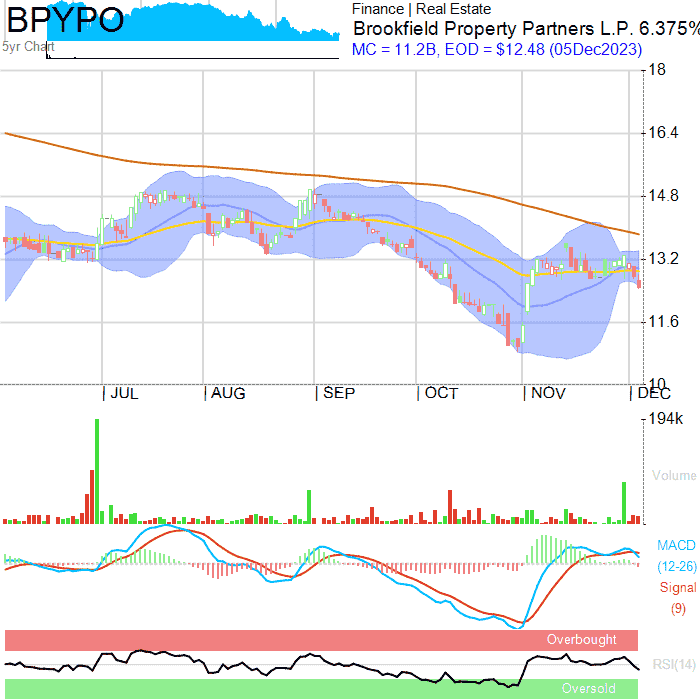 BPYPO
5yr Chart
Finance | Real Estate
Brookfield Property Partners L.P. 6.375%
MC = 11.2B, EOD = $12.48 (05Dec2023)
18
16.4
14.8
13.2
11.6
10
| JUL | AUG | SEP | OCT | NOV | DEC
194k
Volume
MACD
(12-26)
Signal
(9)
Overbought
RSI(14)
Oversold